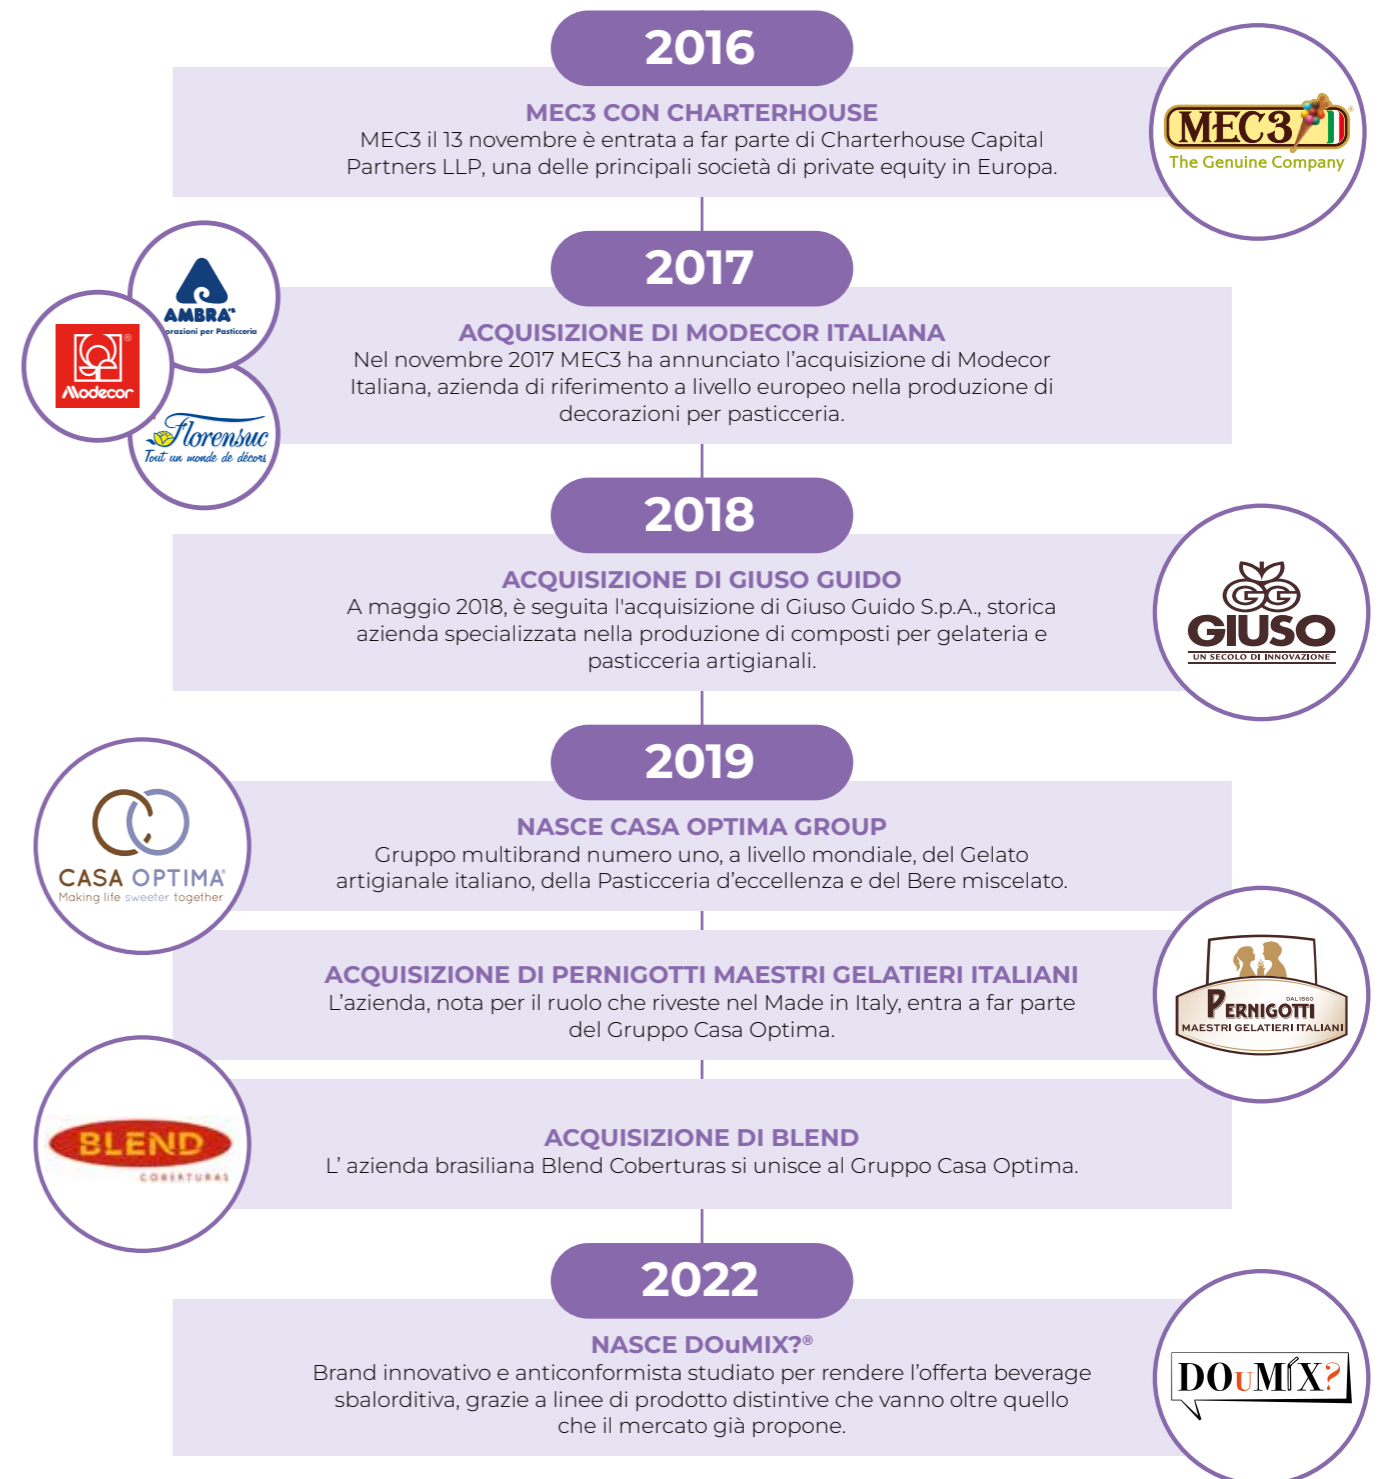 2016
MEC3 CON CHARTERHOUSE
MEC3 il 13 novembre è entrata a far parte di Charterhouse Capital
Partners LLP, una delle principali società di private equity in Europa.
MEC3
The Genuine Company
2017
AMBRA
Decorazioni per Pasticceria
Modecor
Florensuc
Tout un monde de décors
ACQUISIZIONE DI MODECOR ITALIANA
Nel novembre 2017 MEC3 ha annunciato l’acquisizione di Modecor
Italiana, azienda di riferimento a livello europeo nella produzione di
decorazioni per pasticceria.
2018
ACQUISIZIONE DI GIUSO GUIDO
A maggio 2018, è seguita l'acquisizione di Giuso Guido S.p.A., storica
azienda specializzata nella produzione di composti per gelateria e
pasticceria artigianali.
GG
GIUSO
UN SECOLO DI INNOVAZIONE
2019
NASCE CASA OPTIMA GROUP
Gruppo multibrand numero uno, a livello mondiale, del Gelato
artigianale italiano, della Pasticceria d’eccellenza e del Bere miscelato.
CASA OPTIMA
Making life sweeter together
ACQUISIZIONE DI PERNIGOTTI MAESTRI GELATIERI ITALIANI
L’azienda, nota per il ruolo che riveste nel Made in Italy, entra a far parte
del Gruppo Casa Optima.
DAL 1860
PERNIGOTTI
MAESTRI GELATIERI ITALIANI
BLEND
COBERTURAS
ACQUISIZIONE DI BLEND
L’ azienda brasiliana Blend Coberturas si unisce al Gruppo Casa Optima.
2022
NASCE DOuMIX?®
Brand innovativo e anticonformista studiato per rendere l’offerta beverage
sbalorditiva, grazie a linee di prodotto distintive che vanno oltre quello
che il mercato già propone.
DOuMIX?